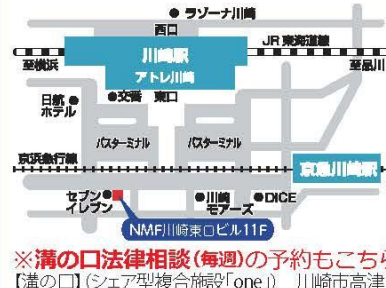 ラゾーナ川崎
西口
川崎駅
JR東海道線
至横浜
至品川
アトレ川崎
交番
東口
日航
ホテル
バスターミナル
バスターミナル
京浜急行線
京急川崎駅
セブン
イレブン
川崎
モアーズ
DICE
NMF川崎東口ビル11F
※溝の口法律相談(毎週)の予約もこちら
【溝の口】(シェア型複合施設「one」) 川崎市高津